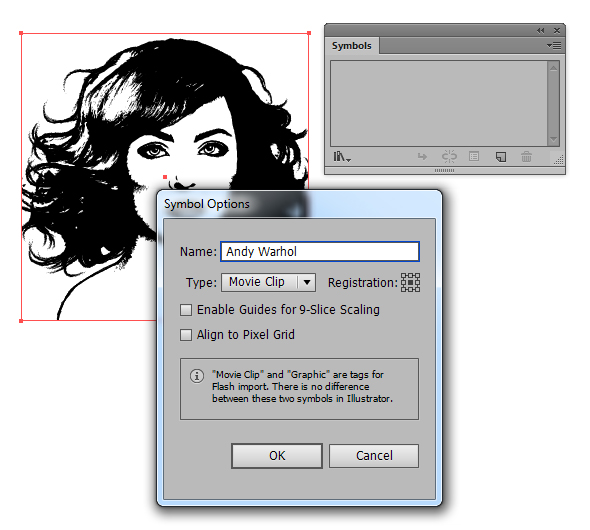 Symbols
Symbol Options
Name: Andy Warhol
Type: Movie Clip Registration:
Enable Guides for 9-Slice Scaling
Align to Pixel Grid
"Movie Clip" and "Graphic" are tags for
Flash import. There is no difference
between these two symbols in Illustrator.
OK Cancel